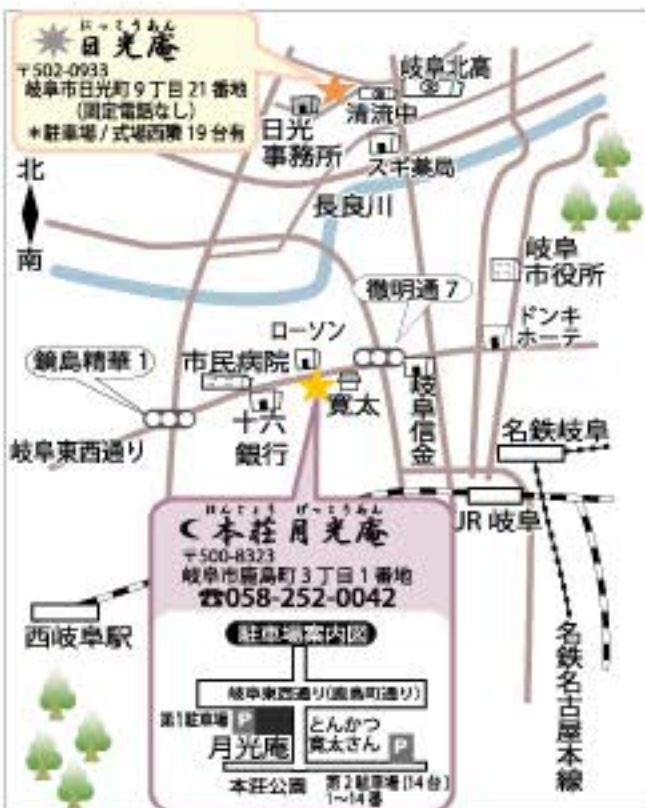 にっこうあん
日光庵
〒502-0933
岐阜市日光町9丁目21番地
(固定電話なし)
*駐車場/式場西隣19台有
北
南
岐阜北高
清流中
日光
事務所
スギ薬局
長良川
岐阜
市役所
徹明通7
ドンキ
ホーテ
ローソン
市民病院
鏡島精華1
寛太
岐阜信金
十六
銀行
岐阜東西通り
名鉄岐阜
JR岐阜
ほんじょう げっこうあん
本荘月光庵
〒500-8323
岐阜市鹿島町3丁目1番地
☎058-252-0042
西岐阜駅
名鉄名古屋本線
駐車場案内図
岐阜東西通り(鹿島町通り)
第1駐車場
P
月光庵
とんかつ
寛太さん
P
本荘公園
第2駐車場[14台]
1~14番